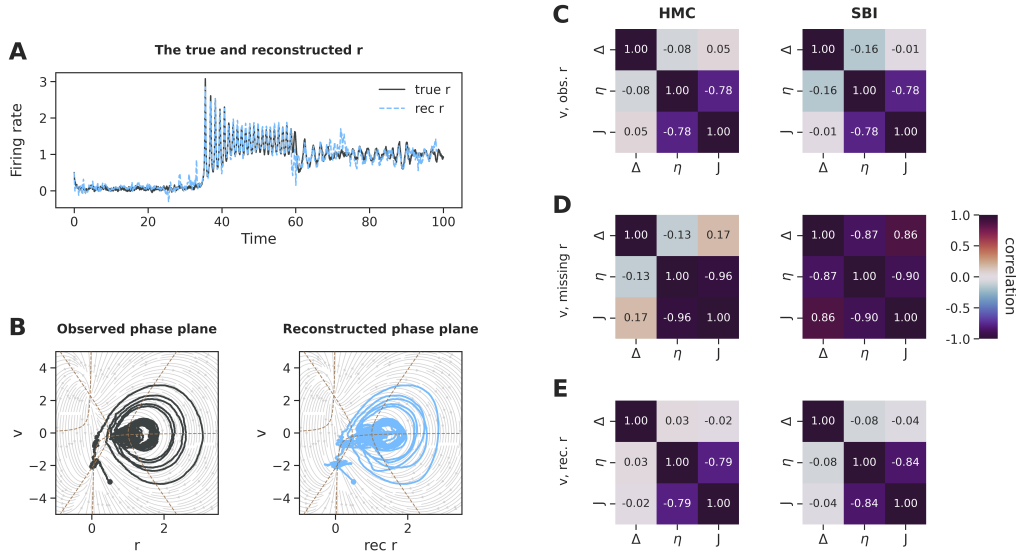 A
The true and reconstructed r
Firing rate
3
2
1
0
true r
rec r
0 20 40 60 80 100
Time
B
Observed phase plane
v
4
2
0
−2
−4
0 2
r
Reconstructed phase plane
4
2
0
−2
−4
0 2
rec r
C
HMC
SBI
v, obs. r
Δ 1.00 -0.08 0.05
η -0.08 1.00 -0.78
J 0.05 -0.78 1.00
Δ η J
Δ 1.00 -0.16 -0.01
η -0.16 1.00 -0.78
J -0.01 -0.78 1.00
Δ η J
D
v, missing r
Δ 1.00 -0.13 0.17
η -0.13 1.00 -0.96
J 0.17 -0.96 1.00
Δ η J
Δ 1.00 -0.87 0.86
η -0.87 1.00 -0.90
J 0.86 -0.90 1.00
Δ η J
1.0
0.5
0.0
-0.5
-1.0
correlation
E
v, rec. r
Δ 1.00 0.03 -0.02
η 0.03 1.00 -0.79
J -0.02 -0.79 1.00
Δ η J
Δ 1.00 -0.08 -0.04
η -0.08 1.00 -0.84
J -0.04 -0.84 1.00
Δ η J